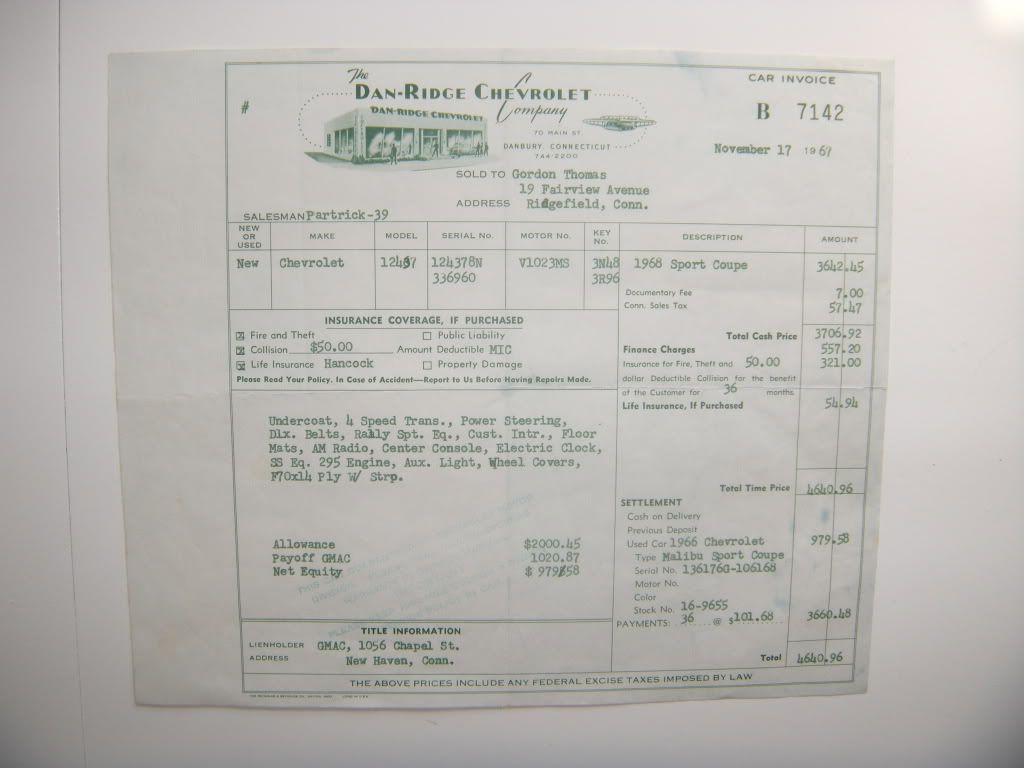 The
DAN-RIDGE CHEVROLET
Company
DAN-RIDGE CHEVROLET
70 MAIN ST.
DANBURY, CONNECTICUT
744-2200
CAR INVOICE
#
B 7142
November 17 1967
SOLD TO Gordon Thomas
19 Fairview Avenue
ADDRESS Ridgefield, Conn.
SALESMAN Partrick-39
NEW OR USED MAKE MODEL SERIAL No. MOTOR No. KEY No. DESCRIPTION AMOUNT
New Chevrolet 12437 124378N V1023MS 3N48 1968 Sport Coupe 3642.45
336960 3R96
Documentary Fee 7.00
Conn. Sales Tax 57.47
INSURANCE COVERAGE, IF PURCHASED
Fire and Theft Public Liability
Collision $50.00 Amount Deductible MIC
Life Insurance Hancock Property Damage
Please Read Your Policy. In Case of Accident—Report to Us Before Having Repairs Made.
Total Cash Price 3706.92
Finance Charges 557.20
Insurance for Fire, Theft and 50.00 321.00
dollar Deductible Collision for the benefit
of the Customer for 36 months.
Life Insurance, If Purchased 54.94
Undercoat, 4 Speed Trans., Power Steering,
Dlx. Belts, Rally Spt. Eq., Cust. Intr., Floor
Mats, AM Radio, Center Console, Electric Clock,
SS Eq. 295 Engine, Aux. Light, Wheel Covers,
F70x14 Ply W/ Strp.
Total Time Price 4640.96
Allowance $2000.45
Payoff GMAC 1020.87
Net Equity $ 979.58
SETTLEMENT
Cash on Delivery
Previous Deposit
Used Car 1966 Chevrolet 979.58
Type Malibu Sport Coupe
Serial No. 136176G-106168
Motor No.
Color
Stock No. 16-9655
PAYMENTS: 36 @ $101.68 3660.48
Total 4640.96
TITLE INFORMATION
LIENHOLDER GMAC, 1056 Chapel St.
ADDRESS New Haven, Conn.
THE ABOVE PRICES INCLUDE ANY FEDERAL EXCISE TAXES IMPOSED BY LAW